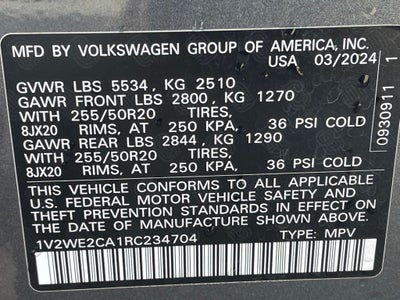 MFD BY VOLKSWAGEN GROUP OF AMERICA, INC.
USA 03/2024
GVWR LBS 5534, KG 2510
GAWR FRONT LBS 2800, KG 1270
WITH 255/50R20 TIRES,
8JX20 RIMS, AT 250 KPA, 36 PSI COLD
GAWR REAR LBS 2844, KG 1290
WITH 255/50R20 TIRES,
8JX20 RIMS, AT 250 KPA, 36 PSI COLD
THIS VEHICLE CONFORMS TO ALL APPLICABLE
U.S. FEDERAL MOTOR VEHICLE SAFETY AND
THEFT PREVENTION STANDARDS IN EFFECT ON
THE DATE OF MANUFACTURE SHOWN ABOVE.
1V2WE2CA1RC234704 TYPE: MPV
0930911 1